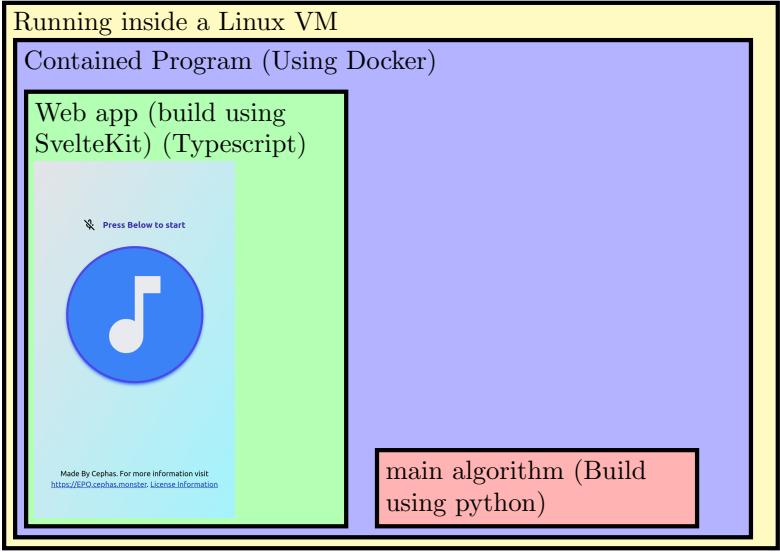 Running inside a Linux VM
Contained Program (Using Docker)
Web app (build using
SvelteKit) (Typescript)
Press Below to start
Made By Cephas. For more information visit
https://EPQ.cephas.monster. License Information
main algorithm (Build
using python)